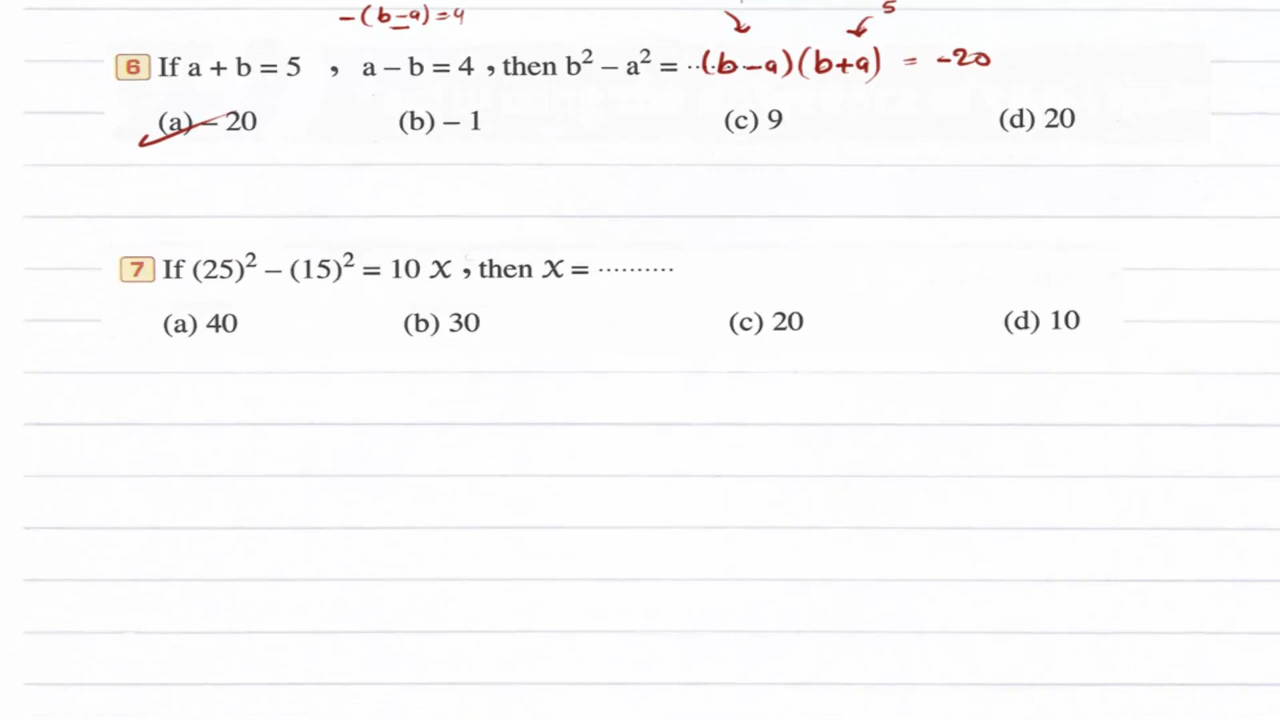 -(b-a)=4
5
6 If a + b = 5 , a – b = 4 , then b² – a² = ...(b-a)(b+a) = -20
(a) – 20 (b) – 1 (c) 9 (d) 20
7 If (25)² – (15)² = 10 X , then X = ..........
(a) 40 (b) 30 (c) 20 (d) 10